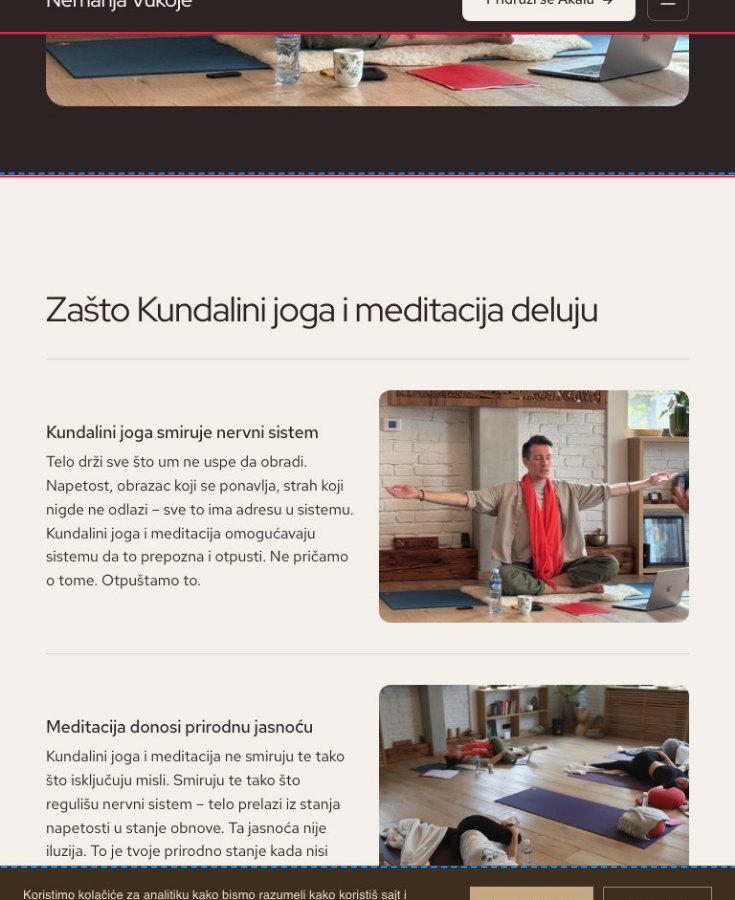 Nemanja Vukoje
Pridruži se Akalu →
Zašto Kundalini joga i meditacija deluju
Kundalini joga smiruje nervni sistem
Telo drži sve što um ne uspe da obradi.
Napetost, obrazac koji se ponavlja, strah koji
nigde ne odlazi – sve to ima adresu u sistemu.
Kundalini joga i meditacija omogućavaju
sistemu da to prepozna i otpusti. Ne pričamo
o tome. Otpuštamo to.
Meditacija donosi prirodnu jasnoću
Kundalini joga i meditacija ne smiruju te tako
što isključuju misli. Smiruju te tako što
regulišu nervni sistem – telo prelazi iz stanja
napetosti u stanje obnove. Ta jasnoća nije
iluzija. To je tvoje prirodno stanje kada nisi
Koristimo kolačiće za analitiku kako bismo razumeli kako koristiš sajt i